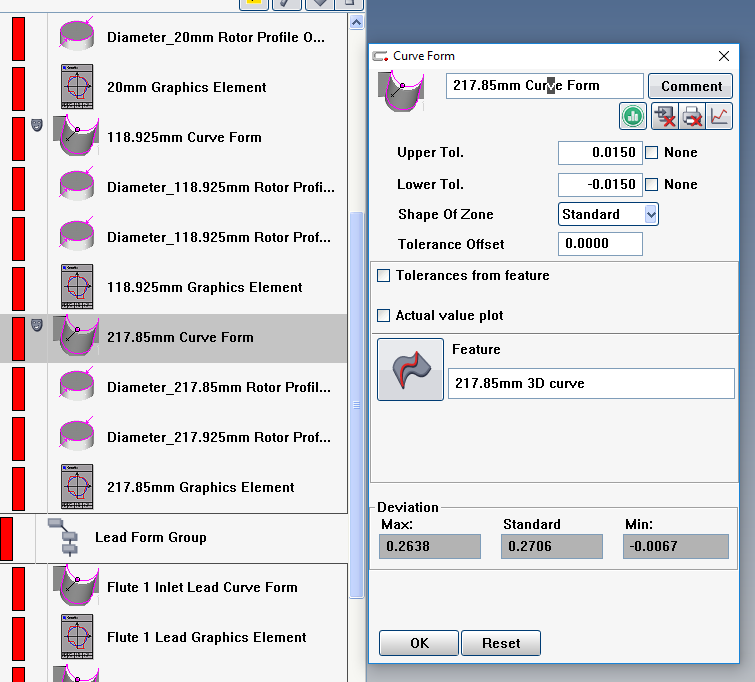 Diameter_20mm Rotor Profile O...
20mm Graphics Element
118.925mm Curve Form
Diameter_118.925mm Rotor Profi...
Diameter_118.925mm Rotor Prof...
118.925mm Graphics Element
217.85mm Curve Form
Diameter_217.85mm Rotor Profil...
Diameter_217.925mm Rotor Prof...
217.85mm Graphics Element
Lead Form Group
Flute 1 Inlet Lead Curve Form
Flute 1 Lead Graphics Element
Curve Form
217.85mm Curve Form
Comment
Upper Tol.
0.0150
None
Lower Tol.
-0.0150
None
Shape Of Zone
Standard
Tolerance Offset
0.0000
Tolerances from feature
Actual value plot
Feature
217.85mm 3D curve
Deviation
Max:
Standard
Min:
0.2638
0.2706
-0.0067
OK
Reset